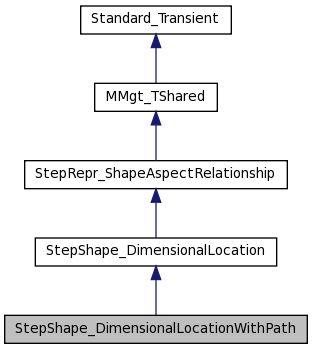 Standard_Transient
MMgt_TShared
StepRepr_ShapeAspectRelationship
StepShape_DimensionalLocation
StepShape_DimensionalLocationWithPath